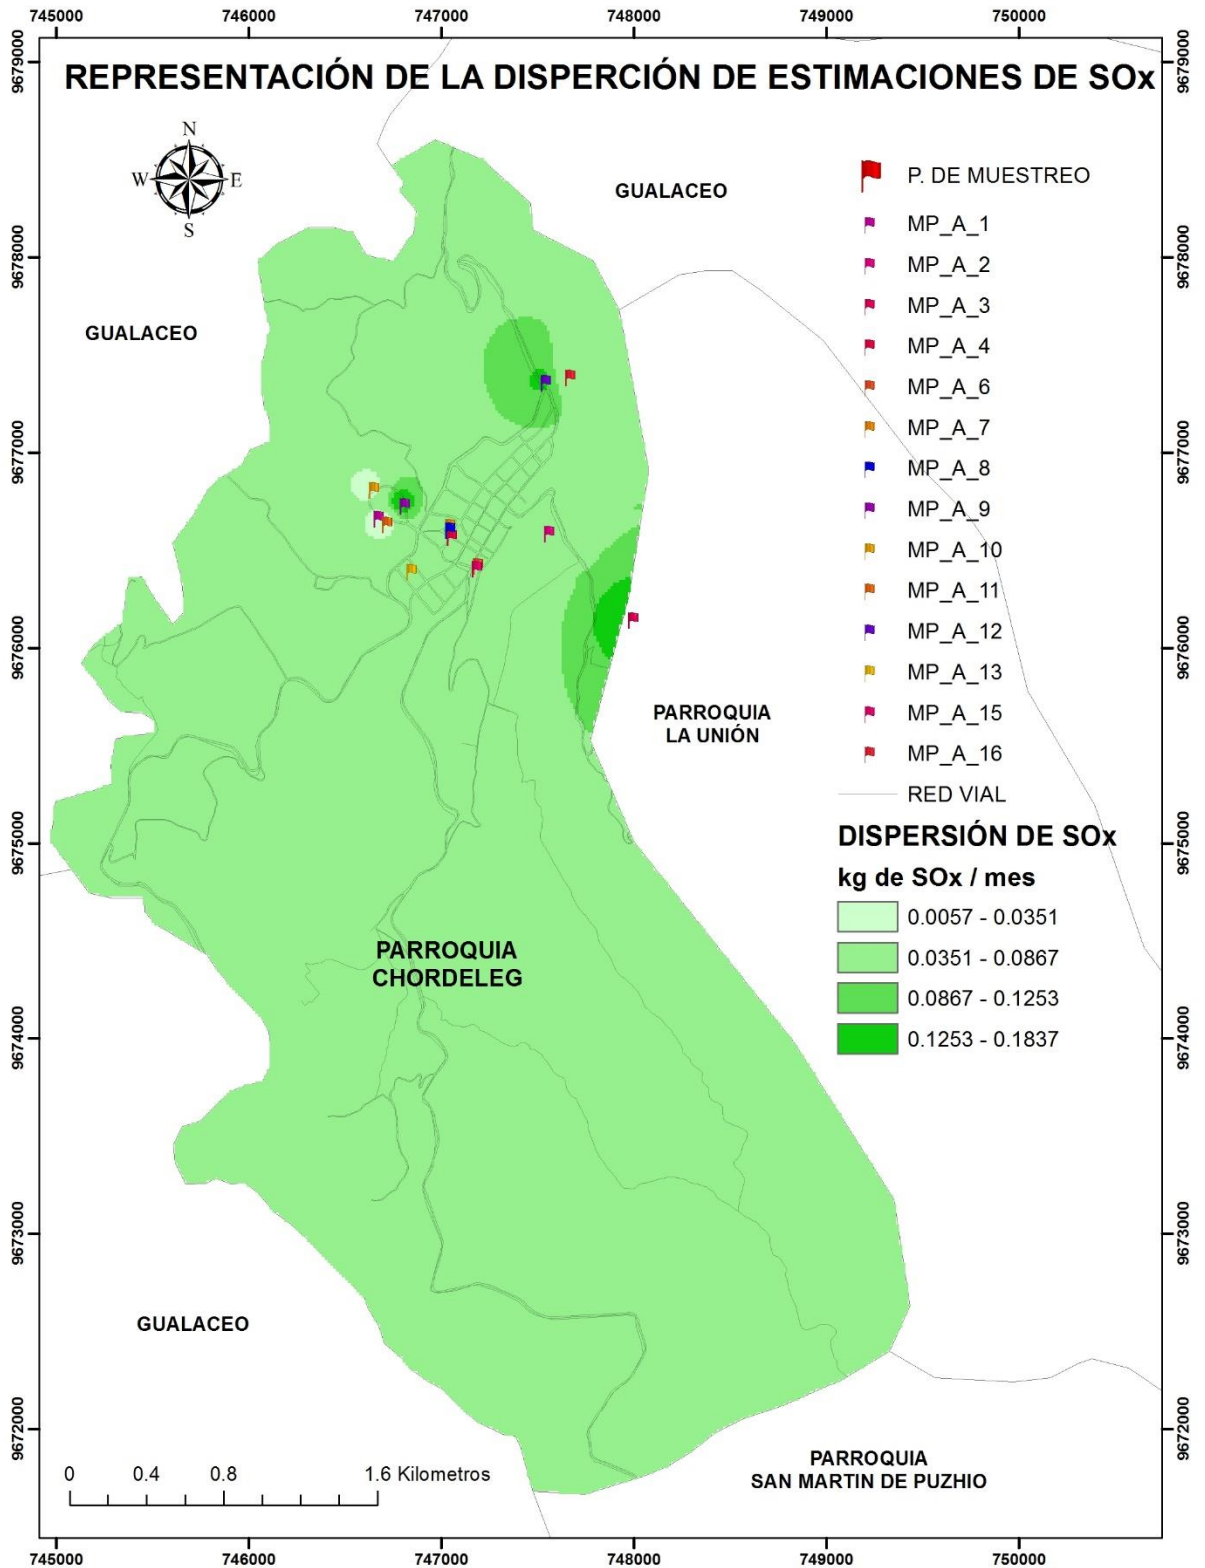 745000 746000 747000 748000 749000 750000
REPRESENTACIÓN DE LA DISPERCIÓN DE ESTIMACIONES DE SOx
9679000
9678000
9677000
9676000
9675000
9674000
9673000
9672000
N
W E
S
GUALACEO
GUALACEO
PARROQUIA
LA UNIÓN
PARROQUIA
CHORDELEG
GUALACEO
PARROQUIA
SAN MARTIN DE PUZHIO
P. DE MUESTREO
MP_A_1
MP_A_2
MP_A_3
MP_A_4
MP_A_6
MP_A_7
MP_A_8
MP_A_9
MP_A_10
MP_A_11
MP_A_12
MP_A_13
MP_A_15
MP_A_16
RED VIAL
DISPERSIÓN DE SOx
kg de SOx / mes
0.0057 - 0.0351
0.0351 - 0.0867
0.0867 - 0.1253
0.1253 - 0.1837
0 0.4 0.8 1.6 Kilometros
9679000
9678000
9677000
9676000
9675000
9674000
9673000
9672000
745000 746000 747000 748000 749000 750000